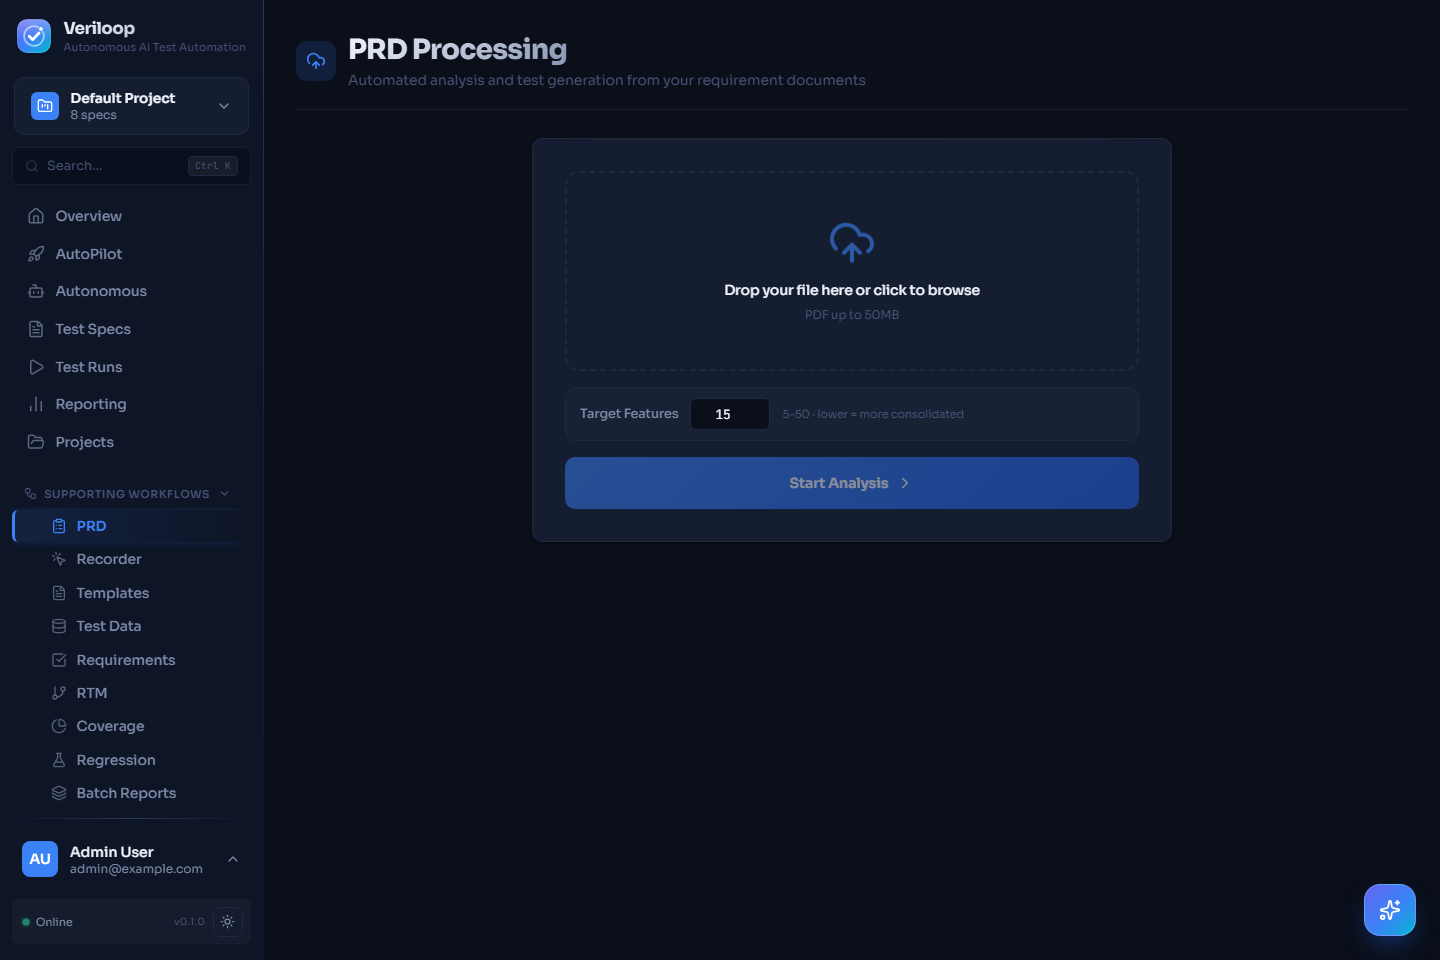 Veriloop
Autonomous AI Test Automation
Default Project
8 specs
Search...
Ctrl K
Overview
AutoPilot
Autonomous
Test Specs
Test Runs
Reporting
Projects
SUPPORTING WORKFLOWS
PRD
Recorder
Templates
Test Data
Requirements
RTM
Coverage
Regression
Batch Reports
AU
Admin User
admin@example.com
Online
v0.1.0
PRD Processing
Automated analysis and test generation from your requirement documents
Drop your file here or click to browse
PDF up to 50MB
Target Features
15
5-50 · lower = more consolidated
Start Analysis